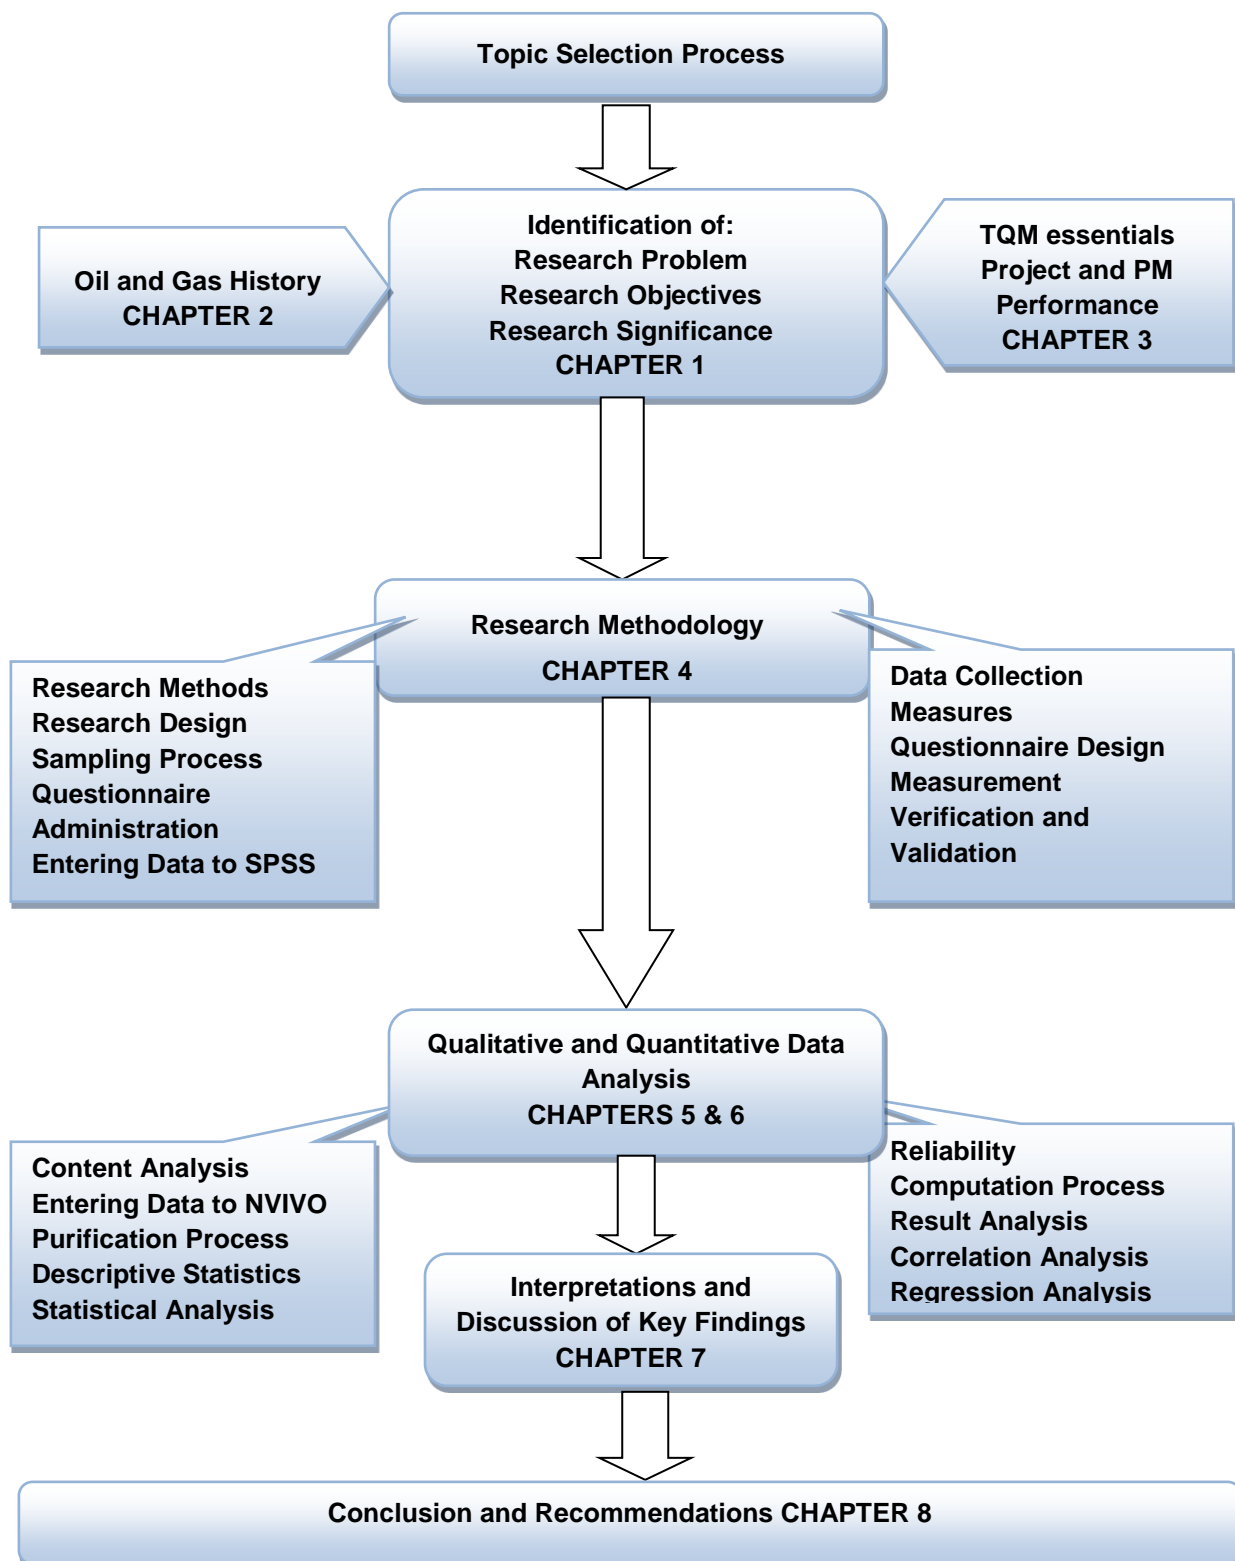 Topic Selection Process
Identification of:
Research Problem
Research Objectives
Research Significance
CHAPTER 1
Oil and Gas History
CHAPTER 2
TQM essentials
Project and PM
Performance
CHAPTER 3
Research Methodology
CHAPTER 4
Research Methods
Research Design
Sampling Process
Questionnaire
Administration
Entering Data to SPSS
Data Collection
Measures
Questionnaire Design
Measurement
Verification and
Validation
Qualitative and Quantitative Data
Analysis
CHAPTERS 5 & 6
Content Analysis
Entering Data to NVIVO
Purification Process
Descriptive Statistics
Statistical Analysis
Reliability
Computation Process
Result Analysis
Correlation Analysis
Regression Analysis
Interpretations and
Discussion of Key Findings
CHAPTER 7
Conclusion and Recommendations CHAPTER 8